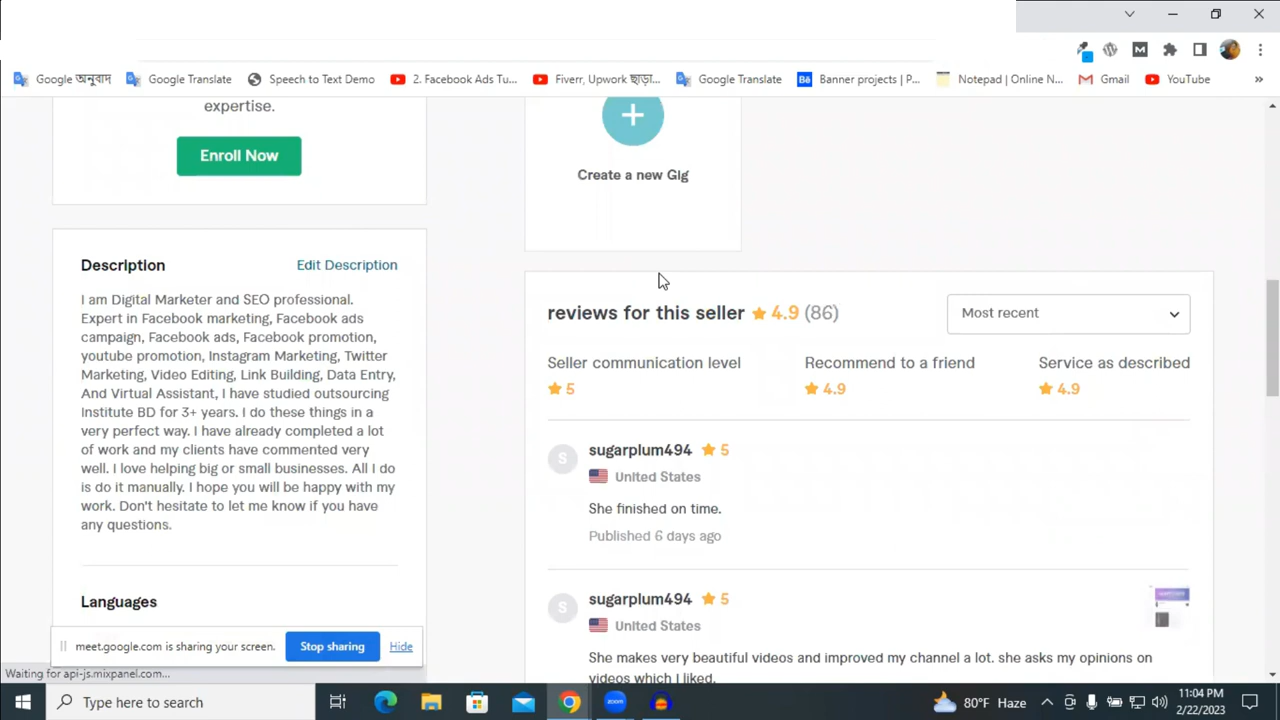 Google অনুবাদ
Google Translate
Speech to Text Demo
2. Facebook Ads Tu...
Fiverr, Upwork ছাড়া...
Google Translate
Banner projects | P...
Notepad | Online N...
Gmail
YouTube
»
expertise.
Enroll Now
Create a new Gig
Description
Edit Description
I am Digital Marketer and SEO professional.
Expert in Facebook marketing, Facebook ads
campaign, Facebook ads, Facebook promotion,
youtube promotion, Instagram Marketing, Twitter
Marketing, Video Editing, Link Building, Data Entry,
And Virtual Assistant, I have studied outsourcing
Institute BD for 3+ years. I do these things in a
very perfect way. I have already completed a lot
of work and my clients have commented very
well. I love helping big or small businesses. All I do
is do it manually. I hope you will be happy with my
work. Don't hesitate to let me know if you have
any questions.
Languages
reviews for this seller 4.9 (86)
Most recent
Seller communication level
5
Recommend to a friend
4.9
Service as described
4.9
S
sugarplum494 5
United States
She finished on time.
Published 6 days ago
S
sugarplum494 5
United States
She makes very beautiful videos and improved my channel a lot. she asks my opinions on
videos which I liked.
meet.google.com is sharing your screen.
Stop sharing
Hide
Waiting for api-js.mixpanel.com...
Type here to search
80°F Haze
11:04 PM
2/22/2023